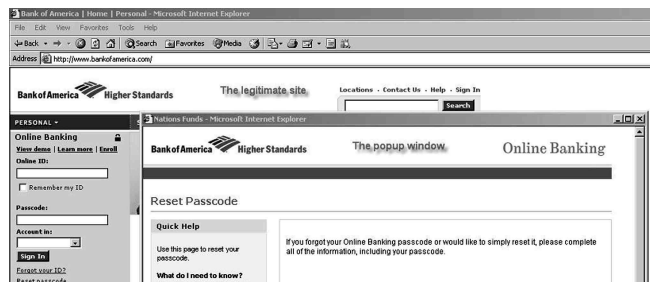 Bank of America | Home | Personal - Microsoft Internet Explorer
File Edit View Favorites Tools Help
Back Search Favorites Media
Address http://www.bankofamerica.com/
Bank of America Higher Standards
The legitimate site.
Locations · Contact Us · Help · Sign In
Search
PERSONAL
Online Banking
View demo | Learn more | Enroll
Online ID:
Remember my ID
Passcode:
Account in:
Sign In
Forgot your ID?
Reset passcode
Nations Funds - Microsoft Internet Explorer
Bank of America Higher Standards
The popup window.
Online Banking
Reset Passcode
Quick Help
Use this page to reset your
passcode.
What do I need to know?
If you forgot your Online Banking passcode or would like to simply reset it, please complete
all of the information, including your passcode.